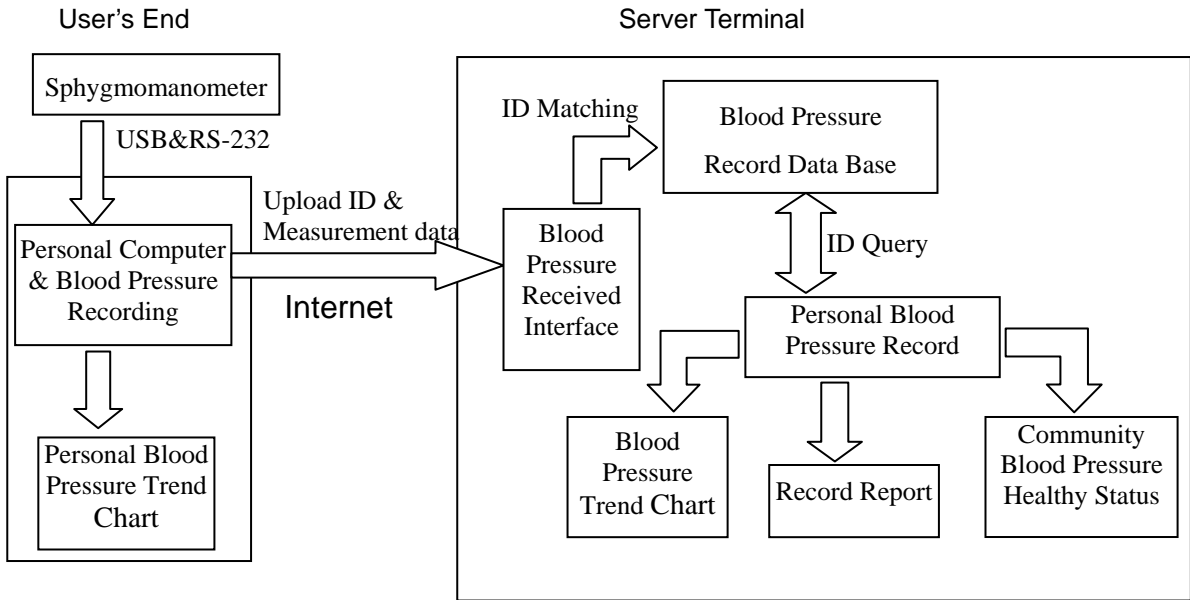 User's End
Server Terminal
Sphygmomanometer
USB&RS-232
Personal Computer
& Blood Pressure
Recording
Personal Blood
Pressure Trend
Chart
Upload ID &
Measurement data
Internet
ID Matching
Blood
Pressure
Received
Interface
Blood Pressure
Record Data Base
ID Query
Personal Blood
Pressure Record
Blood
Pressure
Trend Chart
Record Report
Community
Blood Pressure
Healthy Status